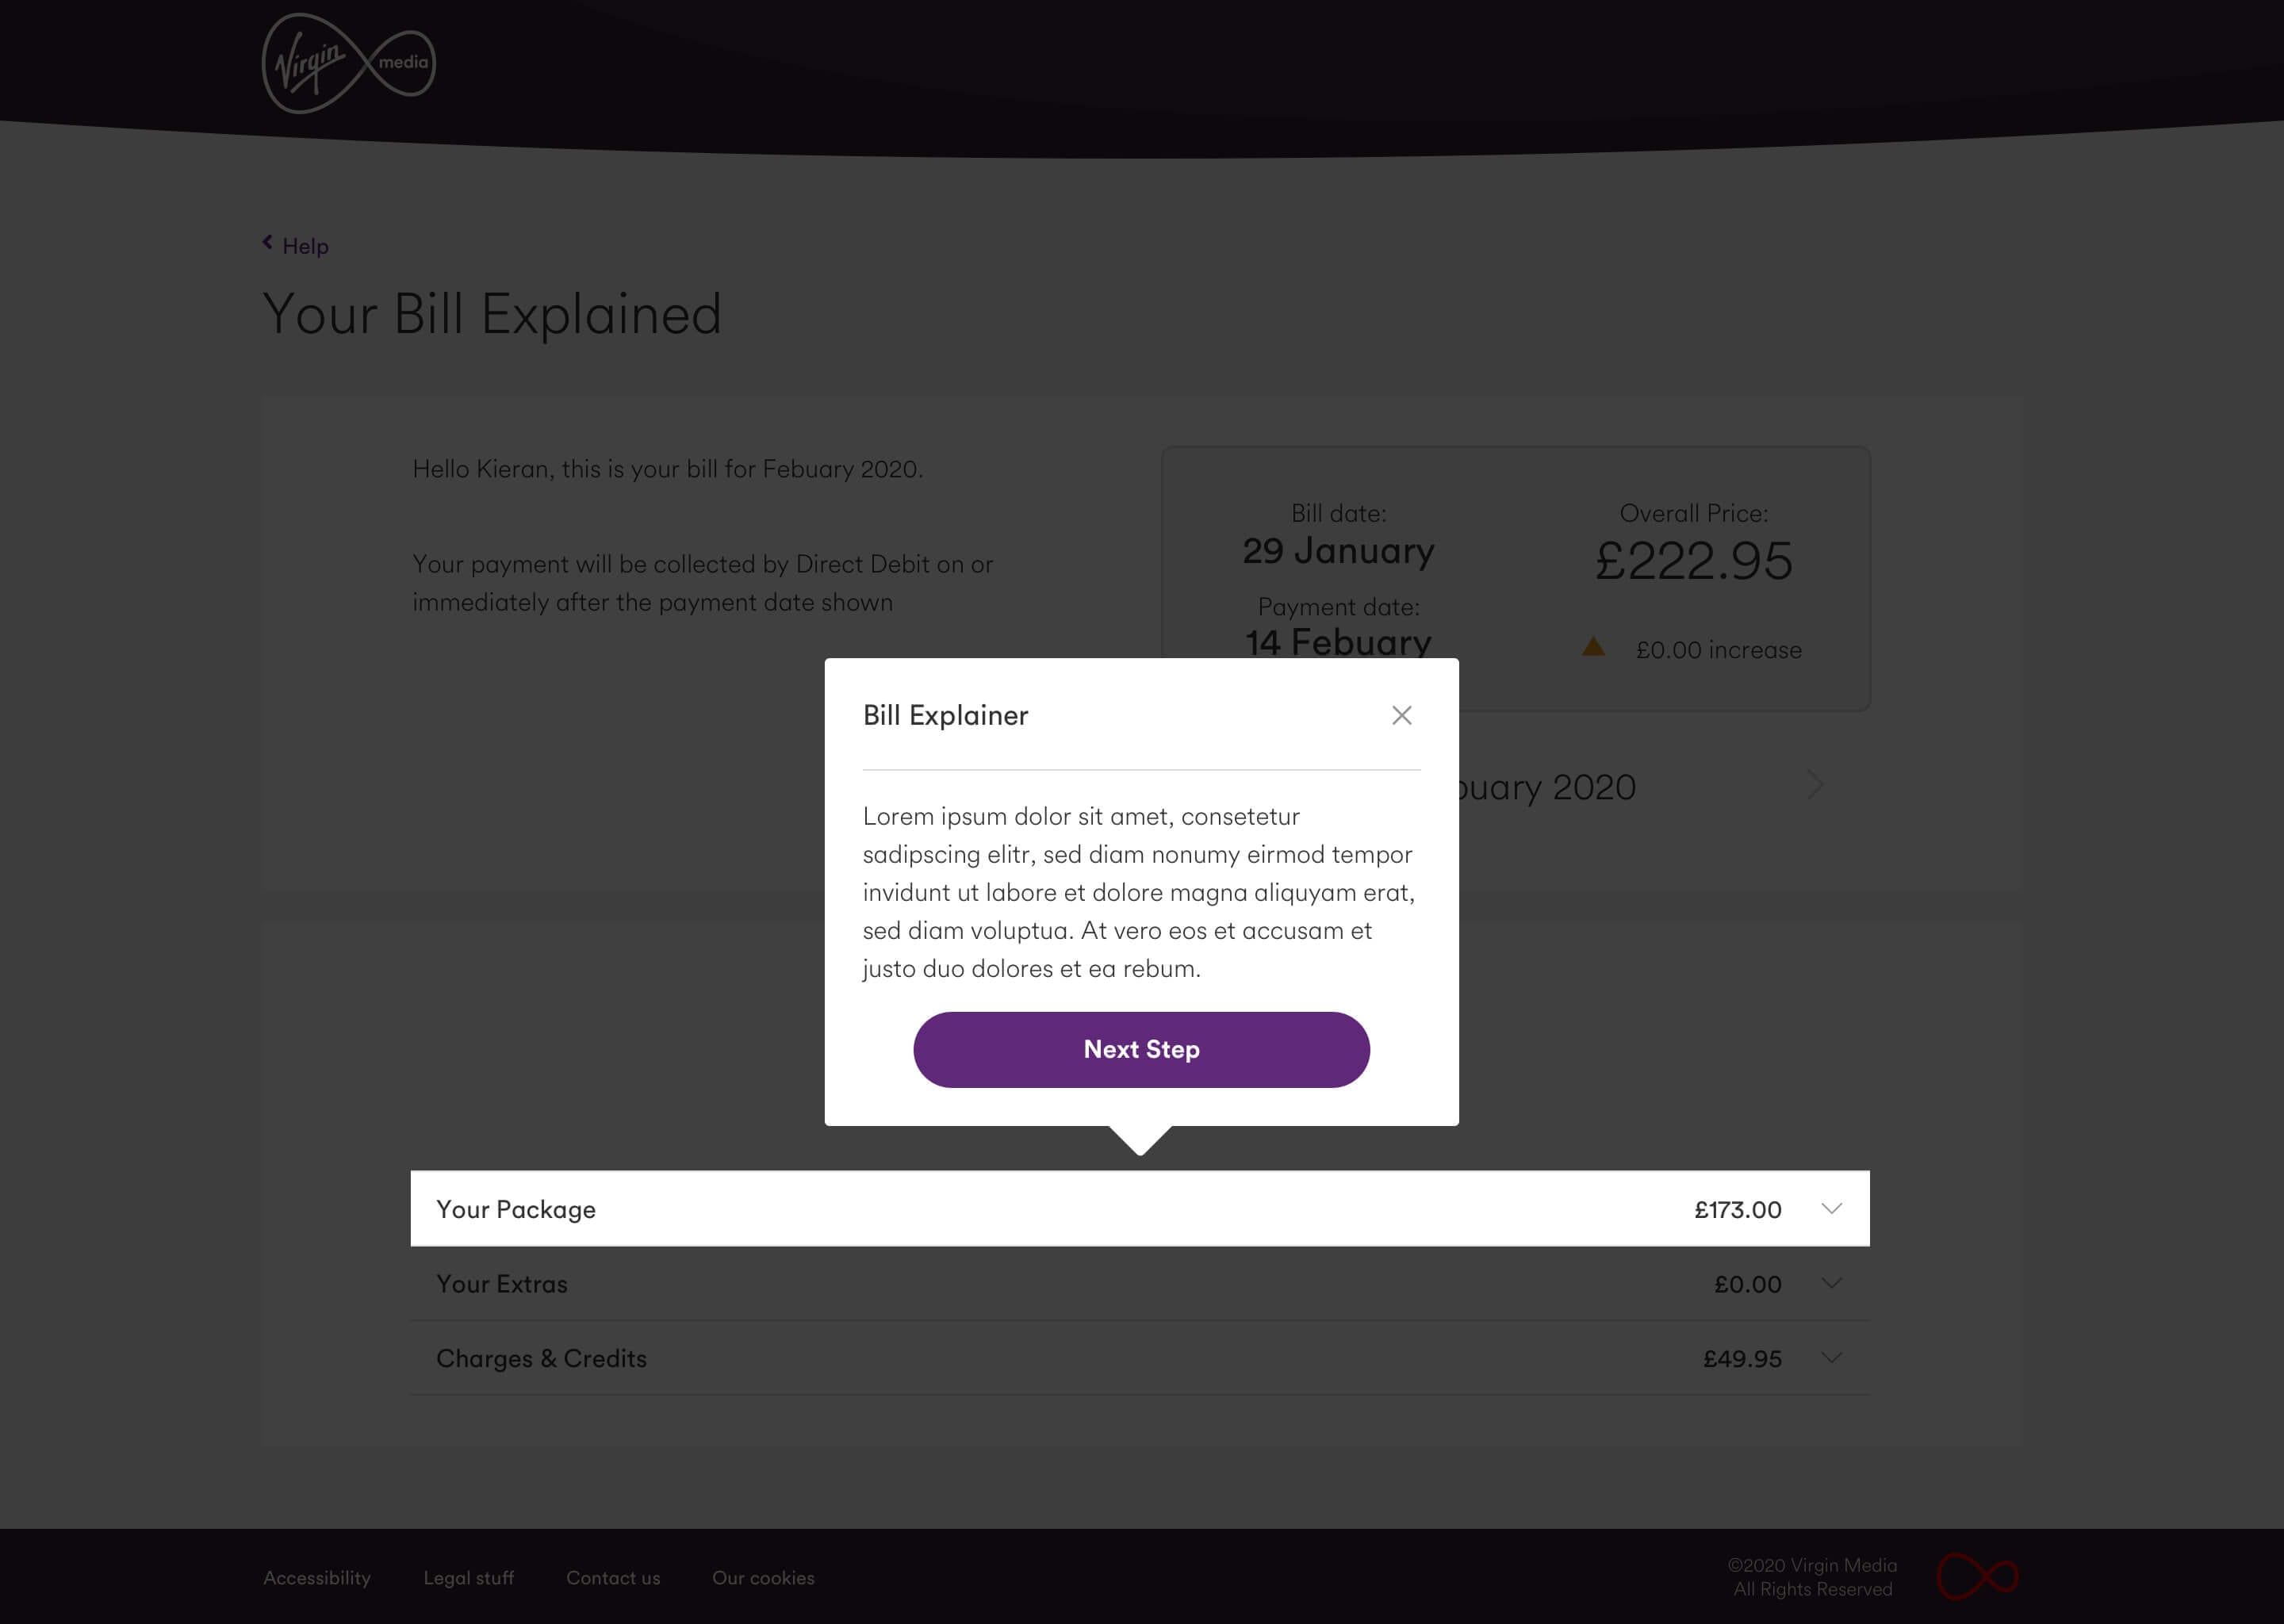 Virgin media
Help
Your Bill Explained
Hello Kieran, this is your bill for Febuary 2020.
Your payment will be collected by Direct Debit on or
immediately after the payment date shown
Bill date:
29 January
Payment date:
14 Febuary
Overall Price:
£222.95
£0.00 increase
buary 2020
Bill Explainer
Lorem ipsum dolor sit amet, consetetur
sadipscing elitr, sed diam nonumy eirmod tempor
invidunt ut labore et dolore magna aliquyam erat,
sed diam voluptua. At vero eos et accusam et
justo duo dolores et ea rebum.
Next Step
Your Package £173.00
Your Extras £0.00
Charges & Credits £49.95
Accessibility Legal stuff Contact us Our cookies
©2020 Virgin Media
All Rights Reserved